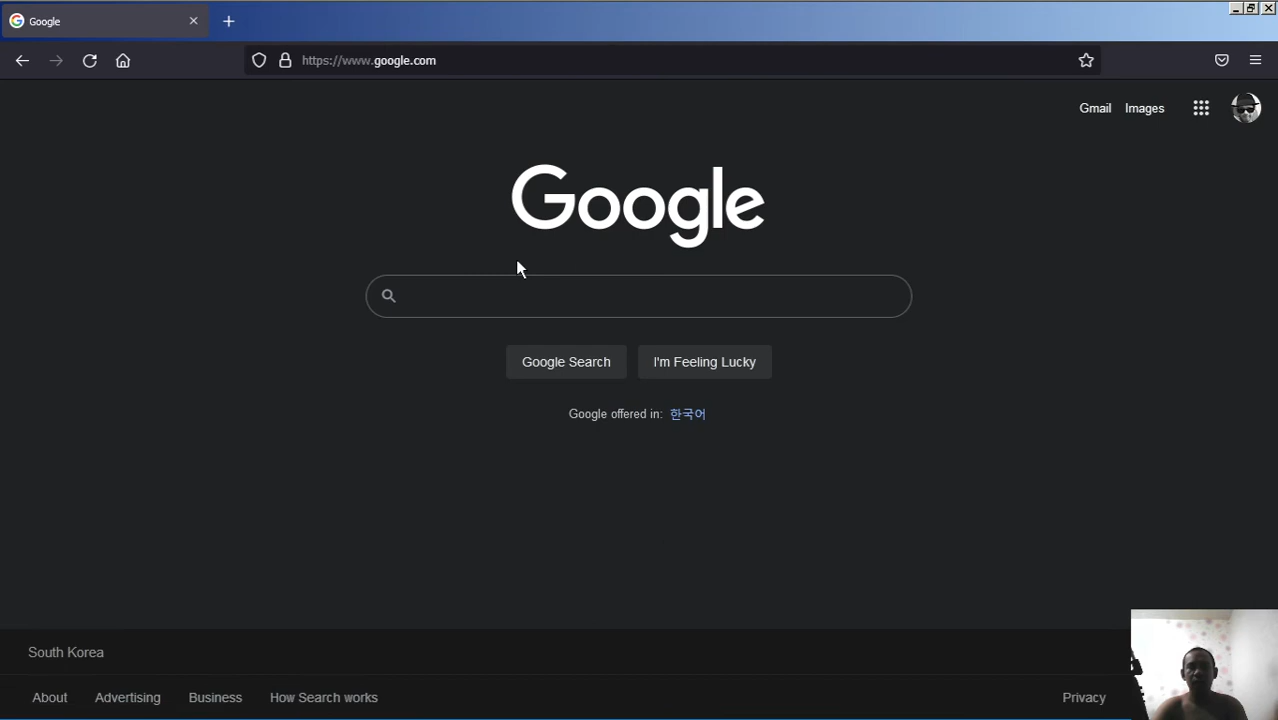 Google
https://www.google.com
Gmail Images
Google
Google Search I'm Feeling Lucky
Google offered in: 한국어
South Korea
About Advertising Business How Search works Privacy